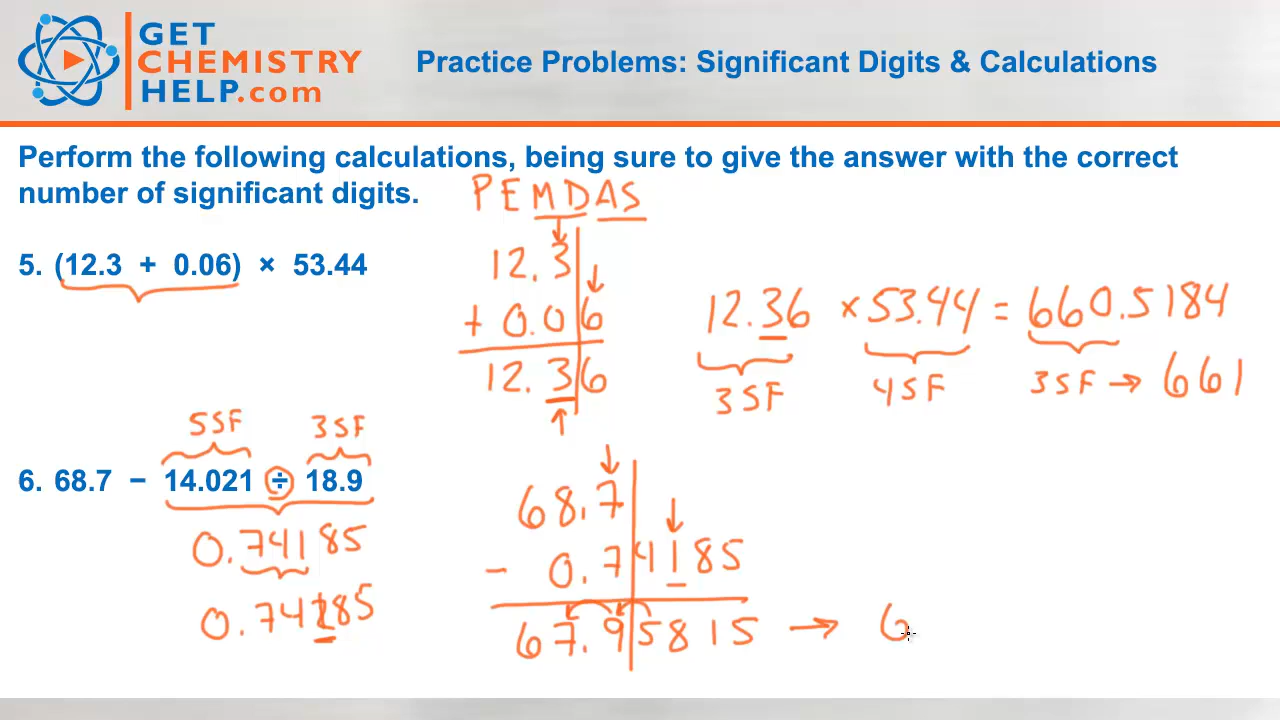 GET
CHEMISTRY
HELP.com
Practice Problems: Significant Digits & Calculations
Perform the following calculations, being sure to give the answer with the correct
number of significant digits.
PEMDAS
5. (12.3 + 0.06) × 53.44
12.3
+ 0.06
12.36
12.36 × 53.44 = 660.5184
3SF 4SF 3SF → 661
5SF 3SF
6. 68.7 − 14.021 ÷ 18.9
0.74185
0.74185
68.7
- 0.74185
67.95815 → 6